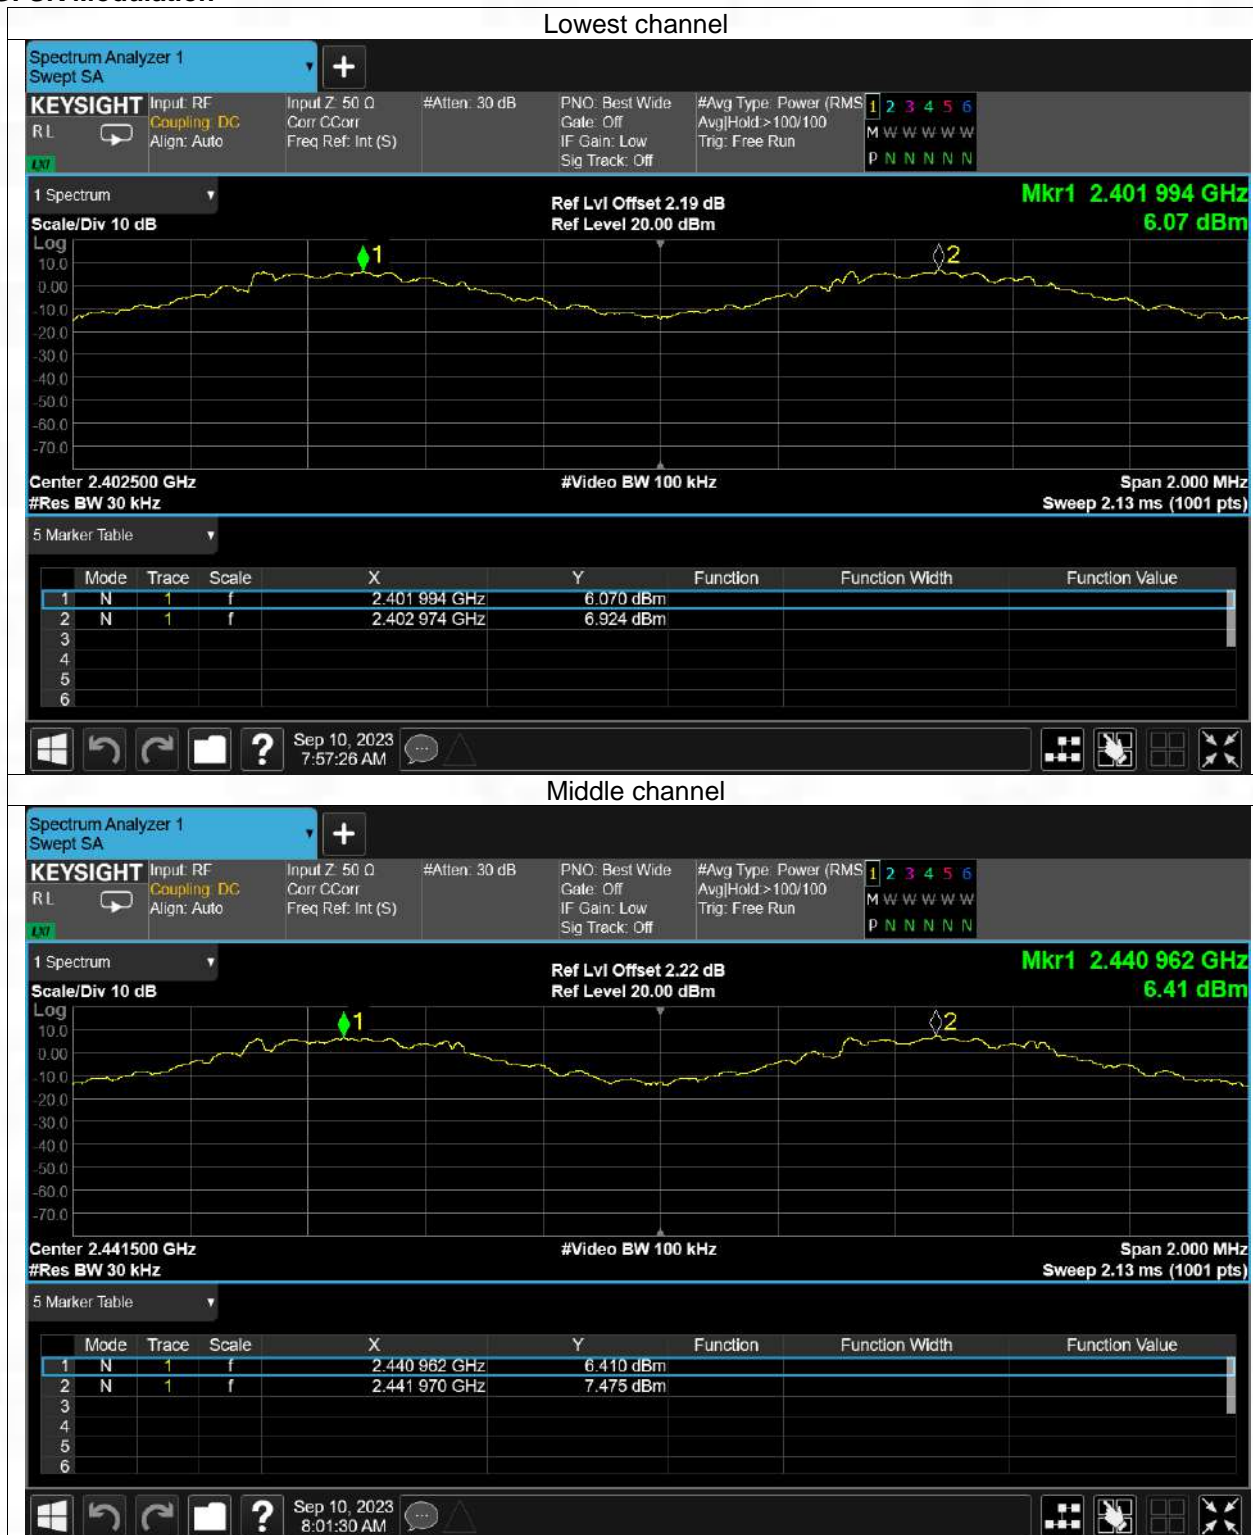 Lowest channel
Spectrum Analyzer 1
Swept SA
KEYSIGHT Input: RF Input Z: 50 Ω #Atten: 30 dB PNO: Best Wide #Avg Type: Power (RMS 1 2 3 4 5 6
RL Coupling: DC Corr CCorr Gate: Off Avg|Hold:>100/100 M W W W W W
Align: Auto Freq Ref: Int (S) IF Gain: Low Trig: Free Run
LXI Sig Track: Off P N N N N N
1 Spectrum Ref Lvl Offset 2.19 dB Mkr1 2.401 994 GHz
Scale/Div 10 dB Ref Level 20.00 dBm 6.07 dBm
Log
1 2
10.0
0.00
-10.0
-20.0
-30.0
-40.0
-50.0
-60.0
-70.0
Center 2.402500 GHz #Video BW 100 kHz Span 2.000 MHz
#Res BW 30 kHz Sweep 2.13 ms (1001 pts)
5 Marker Table
Mode Trace Scale X Y Function Function Width Function Value
1 N 1 f 2.401 994 GHz 6.070 dBm
2 N 1 f 2.402 974 GHz 6.924 dBm
3
4
5
6
? Sep 10, 2023
7:57:26 AM
Middle channel
Spectrum Analyzer 1
Swept SA
KEYSIGHT Input: RF Input Z: 50 Ω #Atten: 30 dB PNO: Best Wide #Avg Type: Power (RMS 1 2 3 4 5 6
RL Coupling: DC Corr CCorr Gate: Off Avg|Hold:>100/100 M W W W W W
Align: Auto Freq Ref: Int (S) IF Gain: Low Trig: Free Run
LXI Sig Track: Off P N N N N N
1 Spectrum Ref Lvl Offset 2.22 dB Mkr1 2.440 962 GHz
Scale/Div 10 dB Ref Level 20.00 dBm 6.41 dBm
Log
1 2
10.0
0.00
-10.0
-20.0
-30.0
-40.0
-50.0
-60.0
-70.0
Center 2.441500 GHz #Video BW 100 kHz Span 2.000 MHz
#Res BW 30 kHz Sweep 2.13 ms (1001 pts)
5 Marker Table
Mode Trace Scale X Y Function Function Width Function Value
1 N 1 f 2.440 962 GHz 6.410 dBm
2 N 1 f 2.441 970 GHz 7.475 dBm
3
4
5
6
? Sep 10, 2023
8:01:30 AM